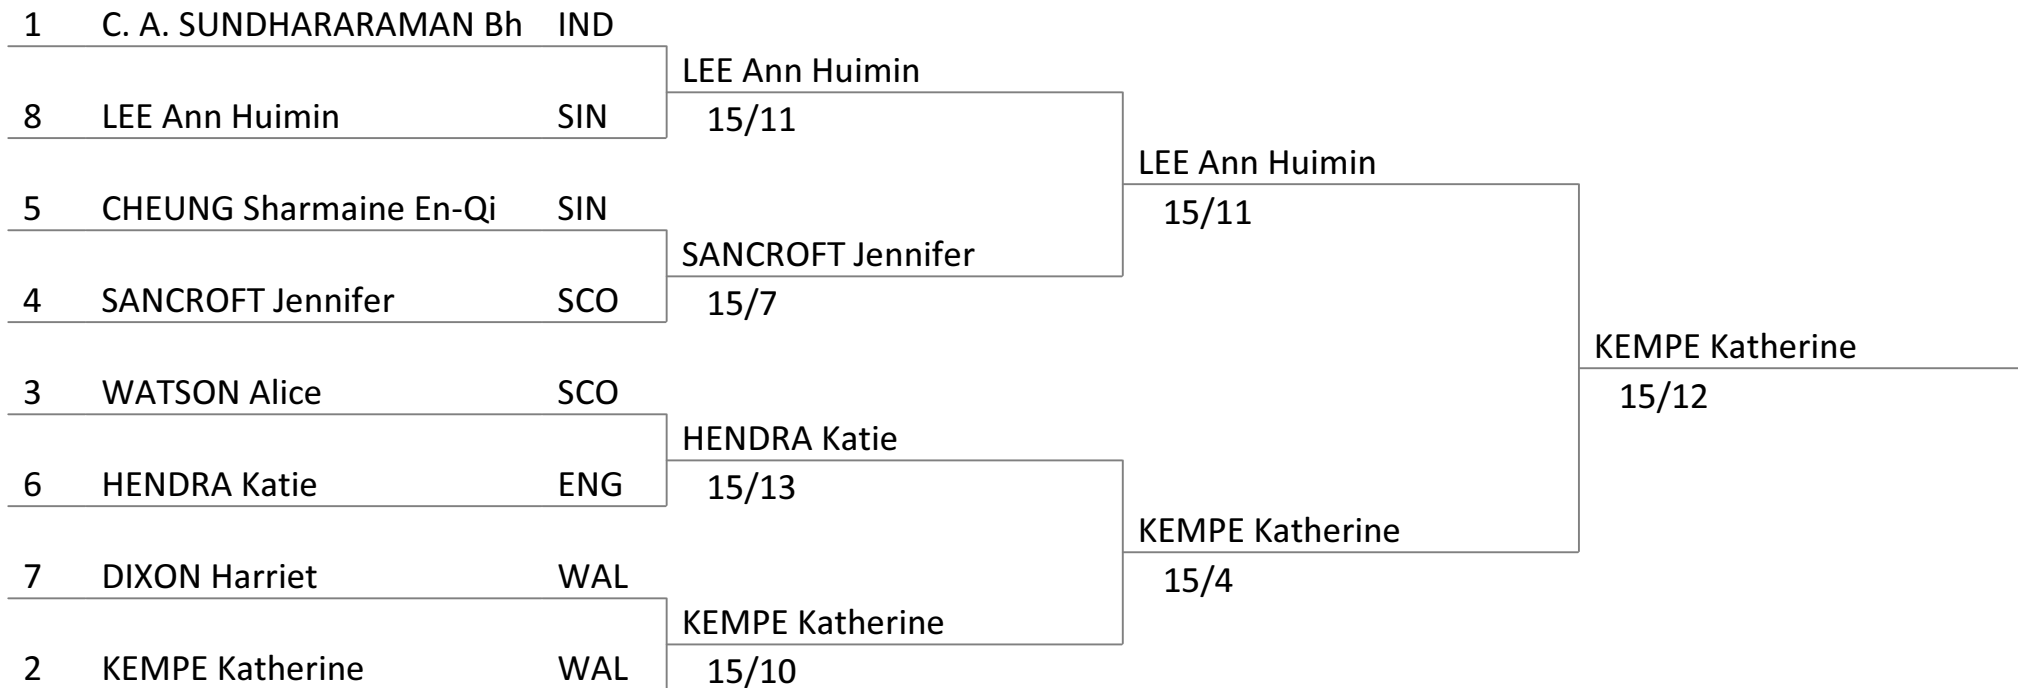 1 C. A. SUNDHARARAMAN Bh IND
LEE Ann Huimin
8 LEE Ann Huimin SIN 15/11
LEE Ann Huimin
5 CHEUNG Sharmaine En-Qi SIN 15/11
SANCROFT Jennifer
4 SANCROFT Jennifer SCO 15/7
KEMPE Katherine
3 WATSON Alice SCO 15/12
HENDRA Katie
6 HENDRA Katie ENG 15/13
KEMPE Katherine
7 DIXON Harriet WAL 15/4
KEMPE Katherine
2 KEMPE Katherine WAL 15/10